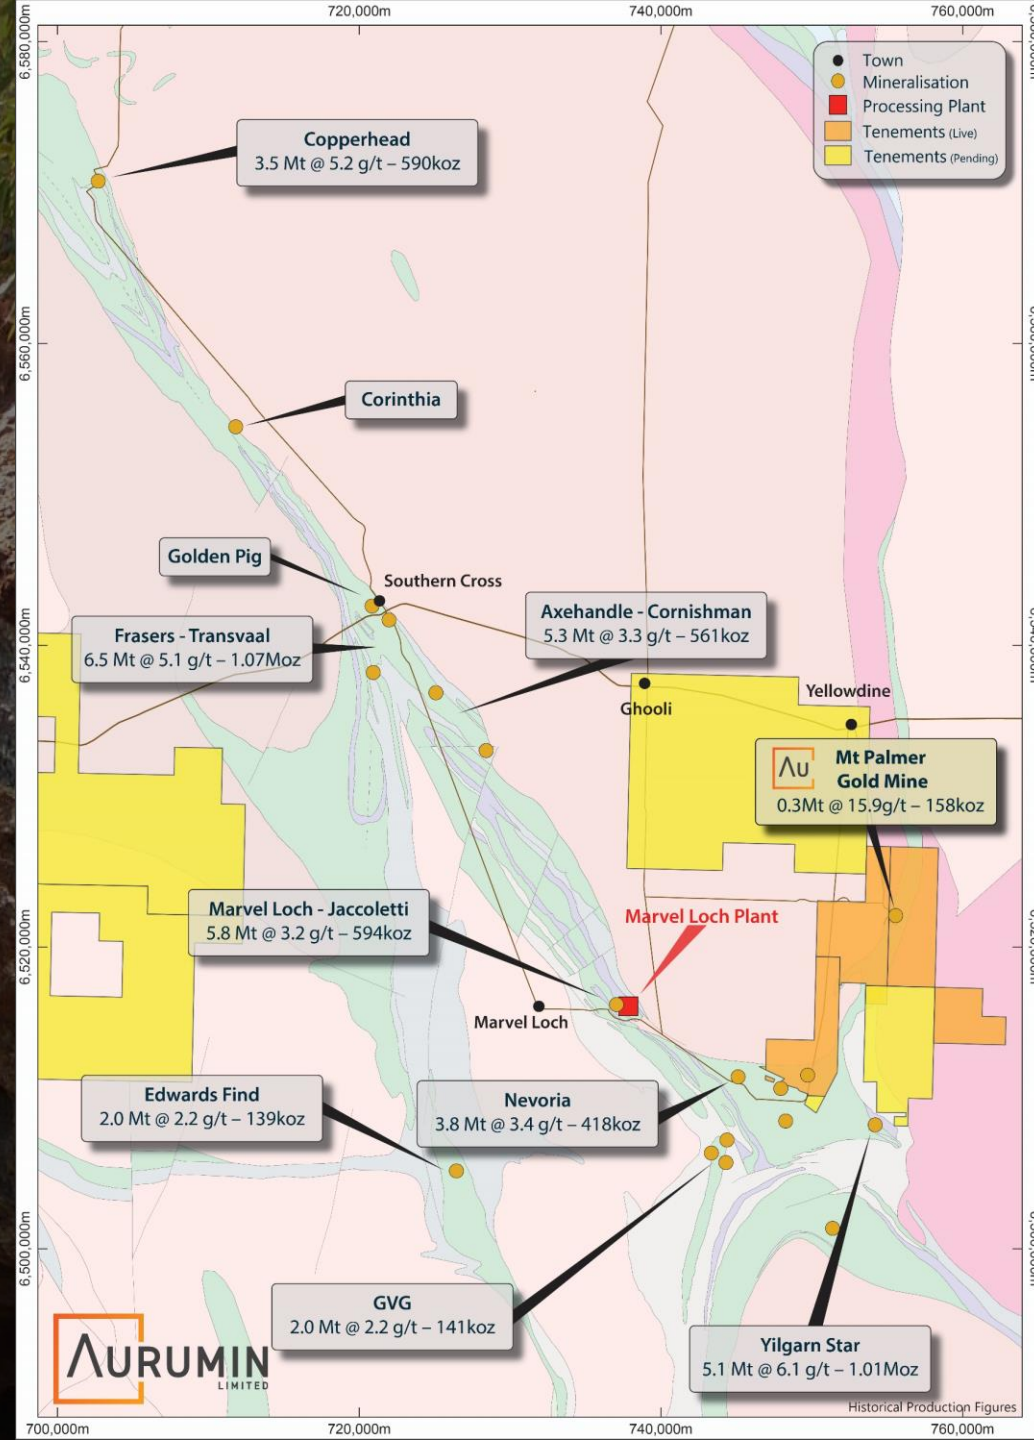 720,000m
740,000m
760,000m
6,580,000m
6,560,000m
6,540,000m
6,520,000m
6,500,000m
Town
Mineralisation
Processing Plant
Tenements (Live)
Tenements (Pending)
Copperhead
3.5 Mt @ 5.2 g/t – 590koz
Corinthia
Golden Pig
Southern Cross
Frasers - Transvaal
6.5 Mt @ 5.1 g/t – 1.07Moz
Axehandle - Cornishman
5.3 Mt @ 3.3 g/t – 561koz
Ghooli
Yellowdine
Au
Mt Palmer
Gold Mine
0.3Mt @ 15.9g/t – 158koz
Marvel Loch - Jaccoletti
5.8 Mt @ 3.2 g/t – 594koz
Marvel Loch Plant
Marvel Loch
Edwards Find
2.0 Mt @ 2.2 g/t – 139koz
Nevoria
3.8 Mt @ 3.4 g/t – 418koz
GVG
2.0 Mt @ 2.2 g/t – 141koz
Yilgarn Star
5.1 Mt @ 6.1 g/t – 1.01Moz
AURUMIN
LIMITED
Historical Production Figures
700,000m
720,000m
740,000m
760,000m